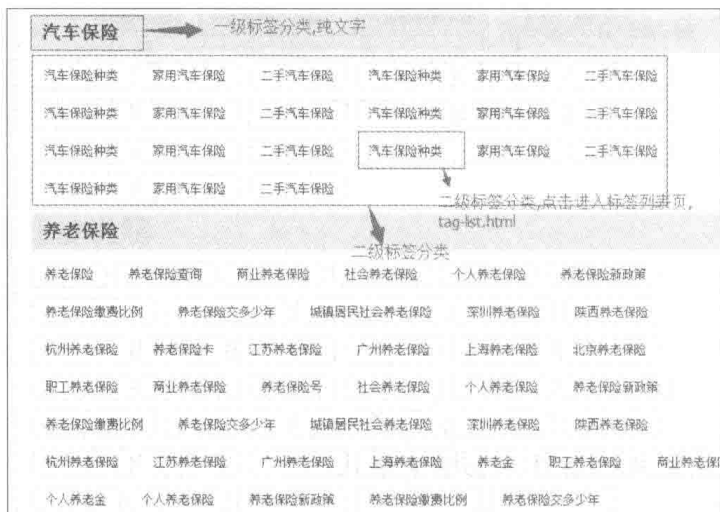 汽车保险
一级标签分类,纯文字
汽车保险种类 家用汽车保险 二手汽车保险 汽车保险种类 家用汽车保险 二手汽车保险
汽车保险种类 家用汽车保险 二手汽车保险 汽车保险种类 家用汽车保险 二手汽车保险
汽车保险种类 家用汽车保险 二手汽车保险 汽车保险种类 家用汽车保险 二手汽车保险
汽车保险种类 家用汽车保险 二手汽车保险
二级标签分类,点击进入标签列表页,
tag-list.html
养老保险
二级标签分类
养老保险 养老保险查询 商业养老保险 社会养老保险 个人养老保险 养老保险新政策
养老保险缴费比例 养老保险交多少年 城镇居民社会养老保险 深圳养老保险 陕西养老保险
杭州养老保险 养老保险卡 江苏养老保险 广州养老保险 上海养老保险 北京养老保险
职工养老保险 商业养老保险 养老保险号 社会养老保险 个人养老保险 养老保险新政策
养老保险缴费比例 养老保险交多少年 城镇居民社会养老保险 深圳养老保险 陕西养老保险
杭州养老保险 江苏养老保险 广州养老保险 上海养老保险 养老金 职工养老保险 商业养老保
个人养老金 个人养老保险 养老保险新政策 养老保险缴费比例 养老保险交多少年